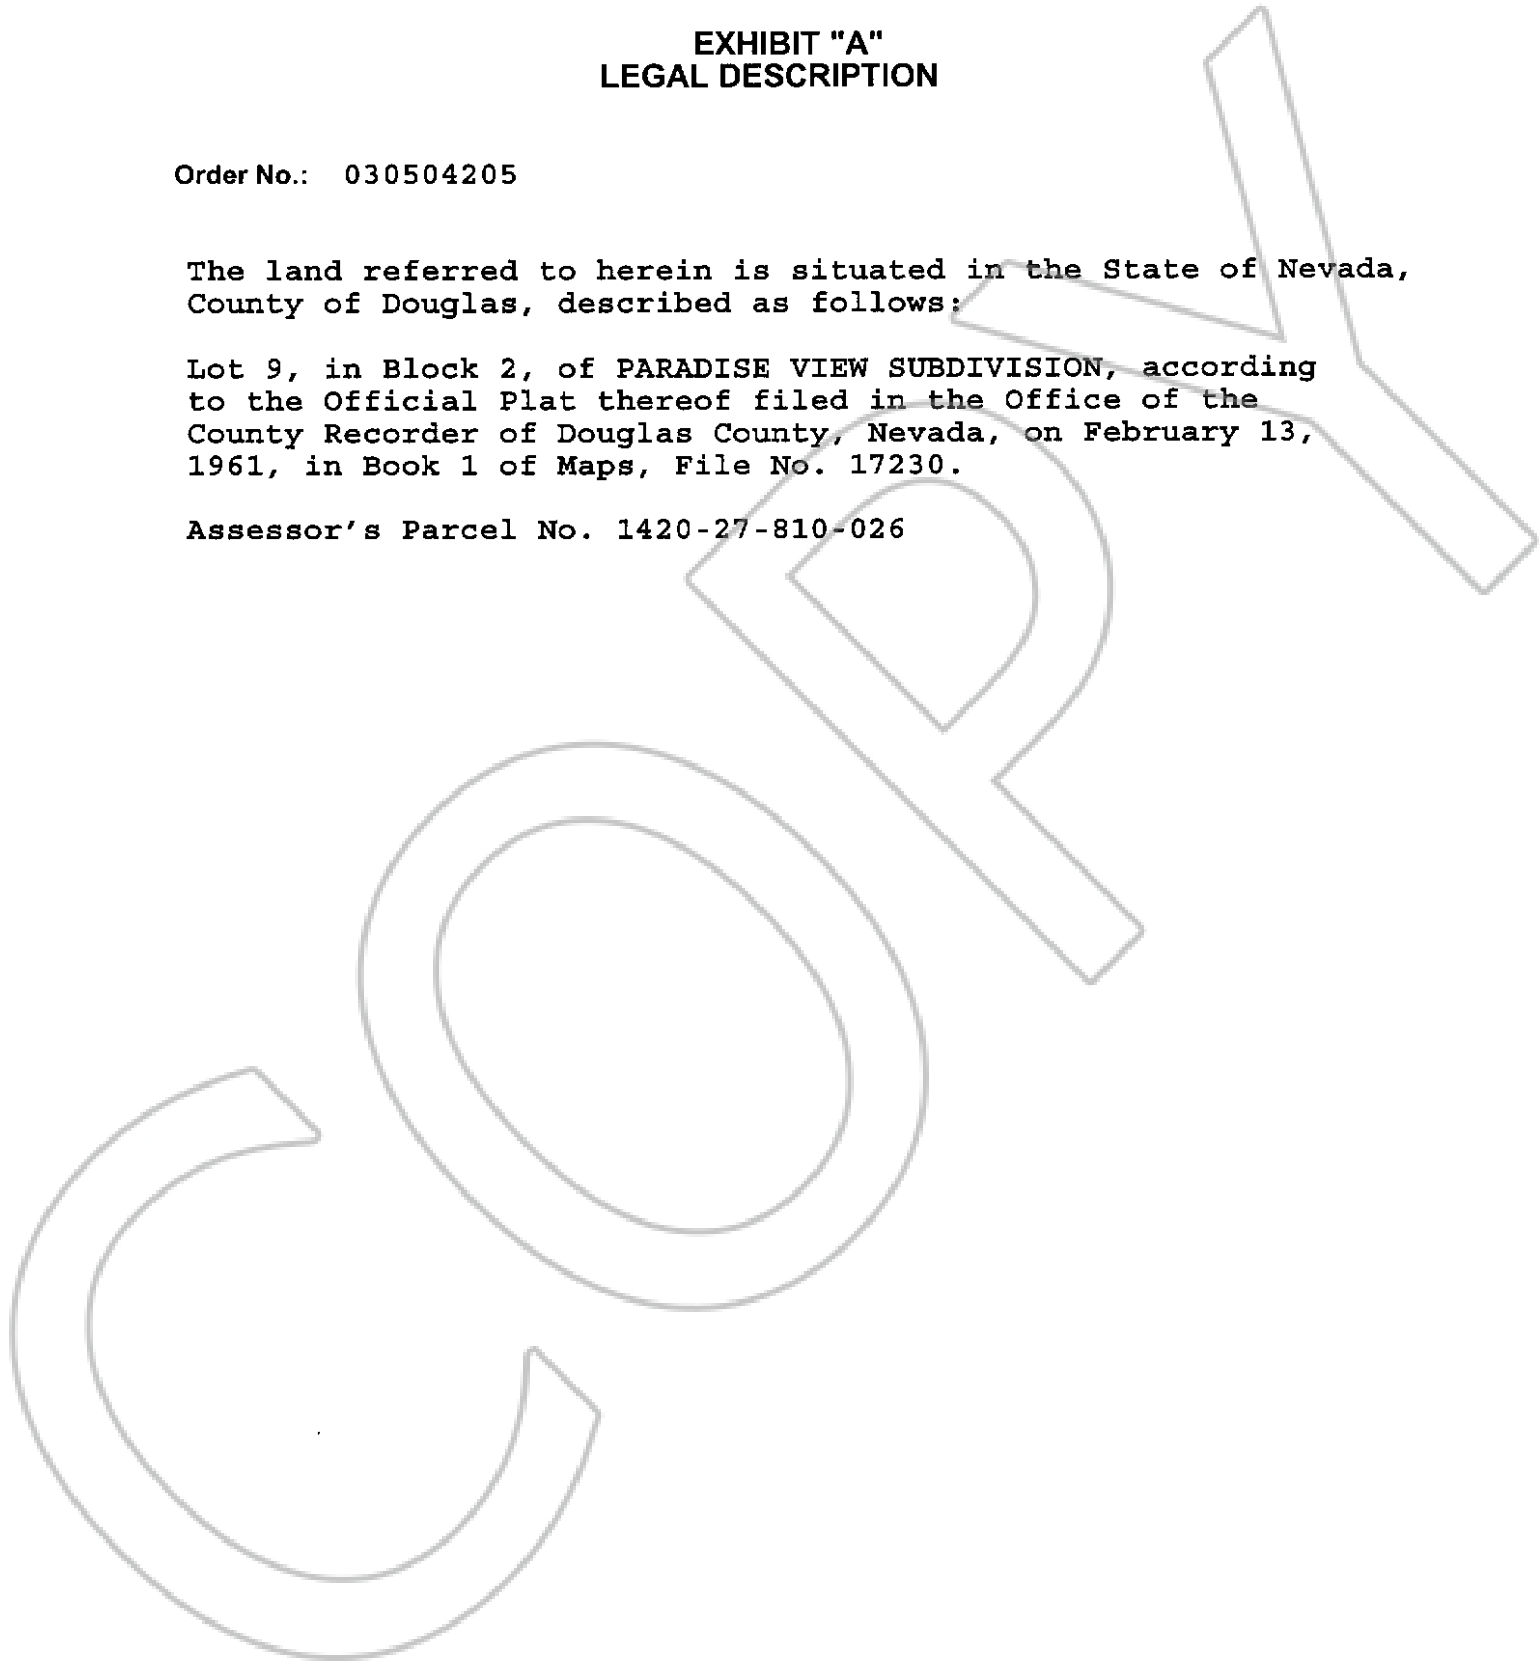 EXHIBIT "A"
LEGAL DESCRIPTION
Order No.: 030504205
The land referred to herein is situated in the State of Nevada,
County of Douglas, described as follows:
Lot 9, in Block 2, of PARADISE VIEW SUBDIVISION, according
to the Official Plat thereof filed in the Office of the
County Recorder of Douglas County, Nevada, on February 13,
1961, in Book 1 of Maps, File No. 17230.
Assessor's Parcel No. 1420-27-810-026
COPY